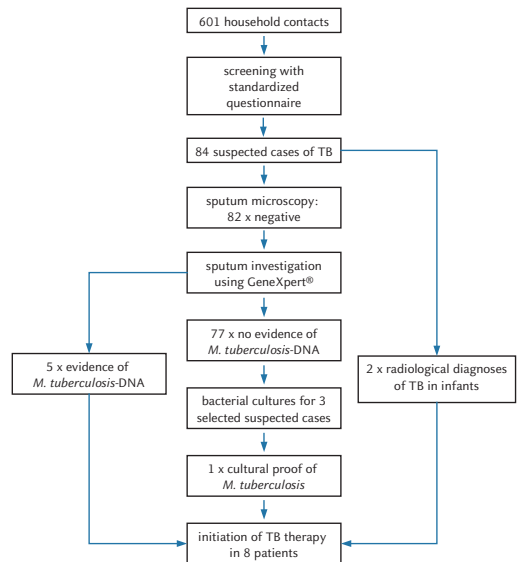 601 household contacts
screening with
standardized
questionnaire
84 suspected cases of TB
sputum microscopy:
82 x negative
sputum investigation
using GeneXpert®
77 x no evidence of
M. tuberculosis-DNA
5 x evidence of
M. tuberculosis-DNA
2 x radiological diagnoses
of TB in infants
bacterial cultures for 3
selected suspected cases
1 x cultural proof of
M. tuberculosis
initiation of TB therapy
in 8 patients